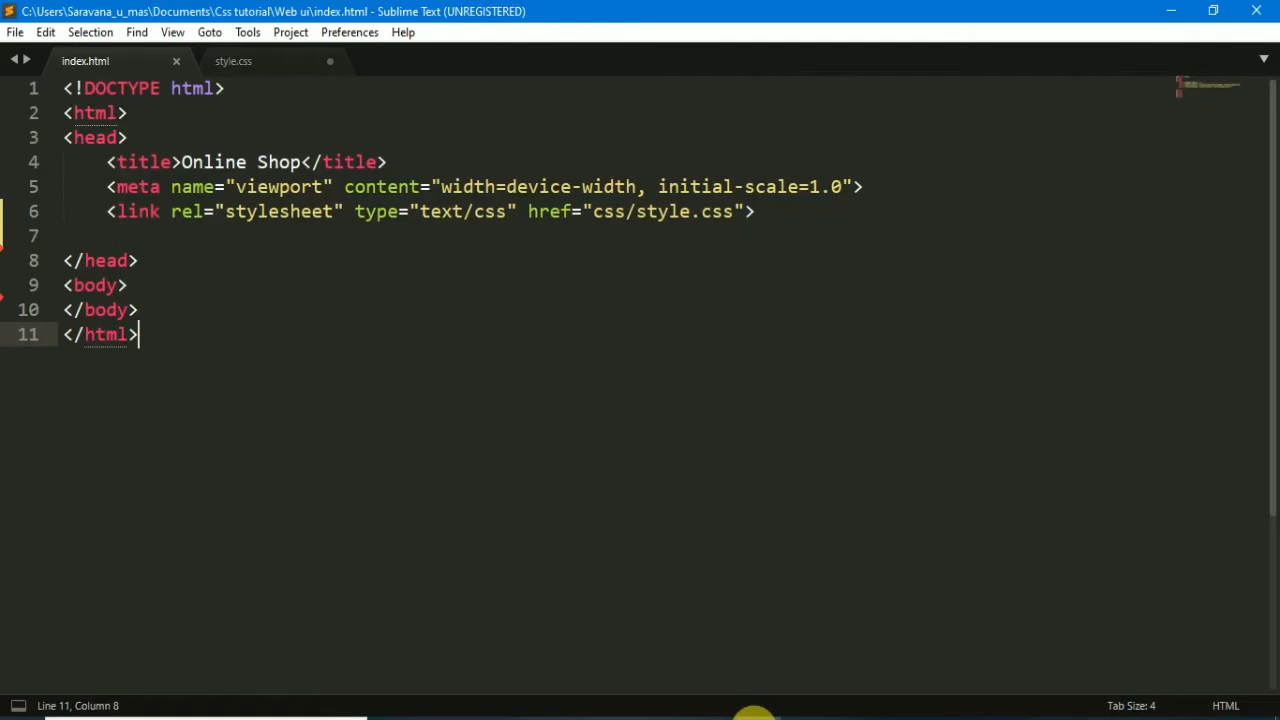 C:\Users\Saravana_u_mas\Documents\Css tutorial\Web ui\index.html - Sublime Text (UNREGISTERED)
File Edit Selection Find View Goto Tools Project Preferences Help
index.html style.css
1 <!DOCTYPE html>
2 <html>
3 <head>
4 <title>Online Shop</title>
5 <meta name="viewport" content="width=device-width, initial-scale=1.0">
6 <link rel="stylesheet" type="text/css" href="css/style.css">
7
8 </head>
9 <body>
10 </body>
11 </html>
Line 11, Column 8 Tab Size: 4 HTML